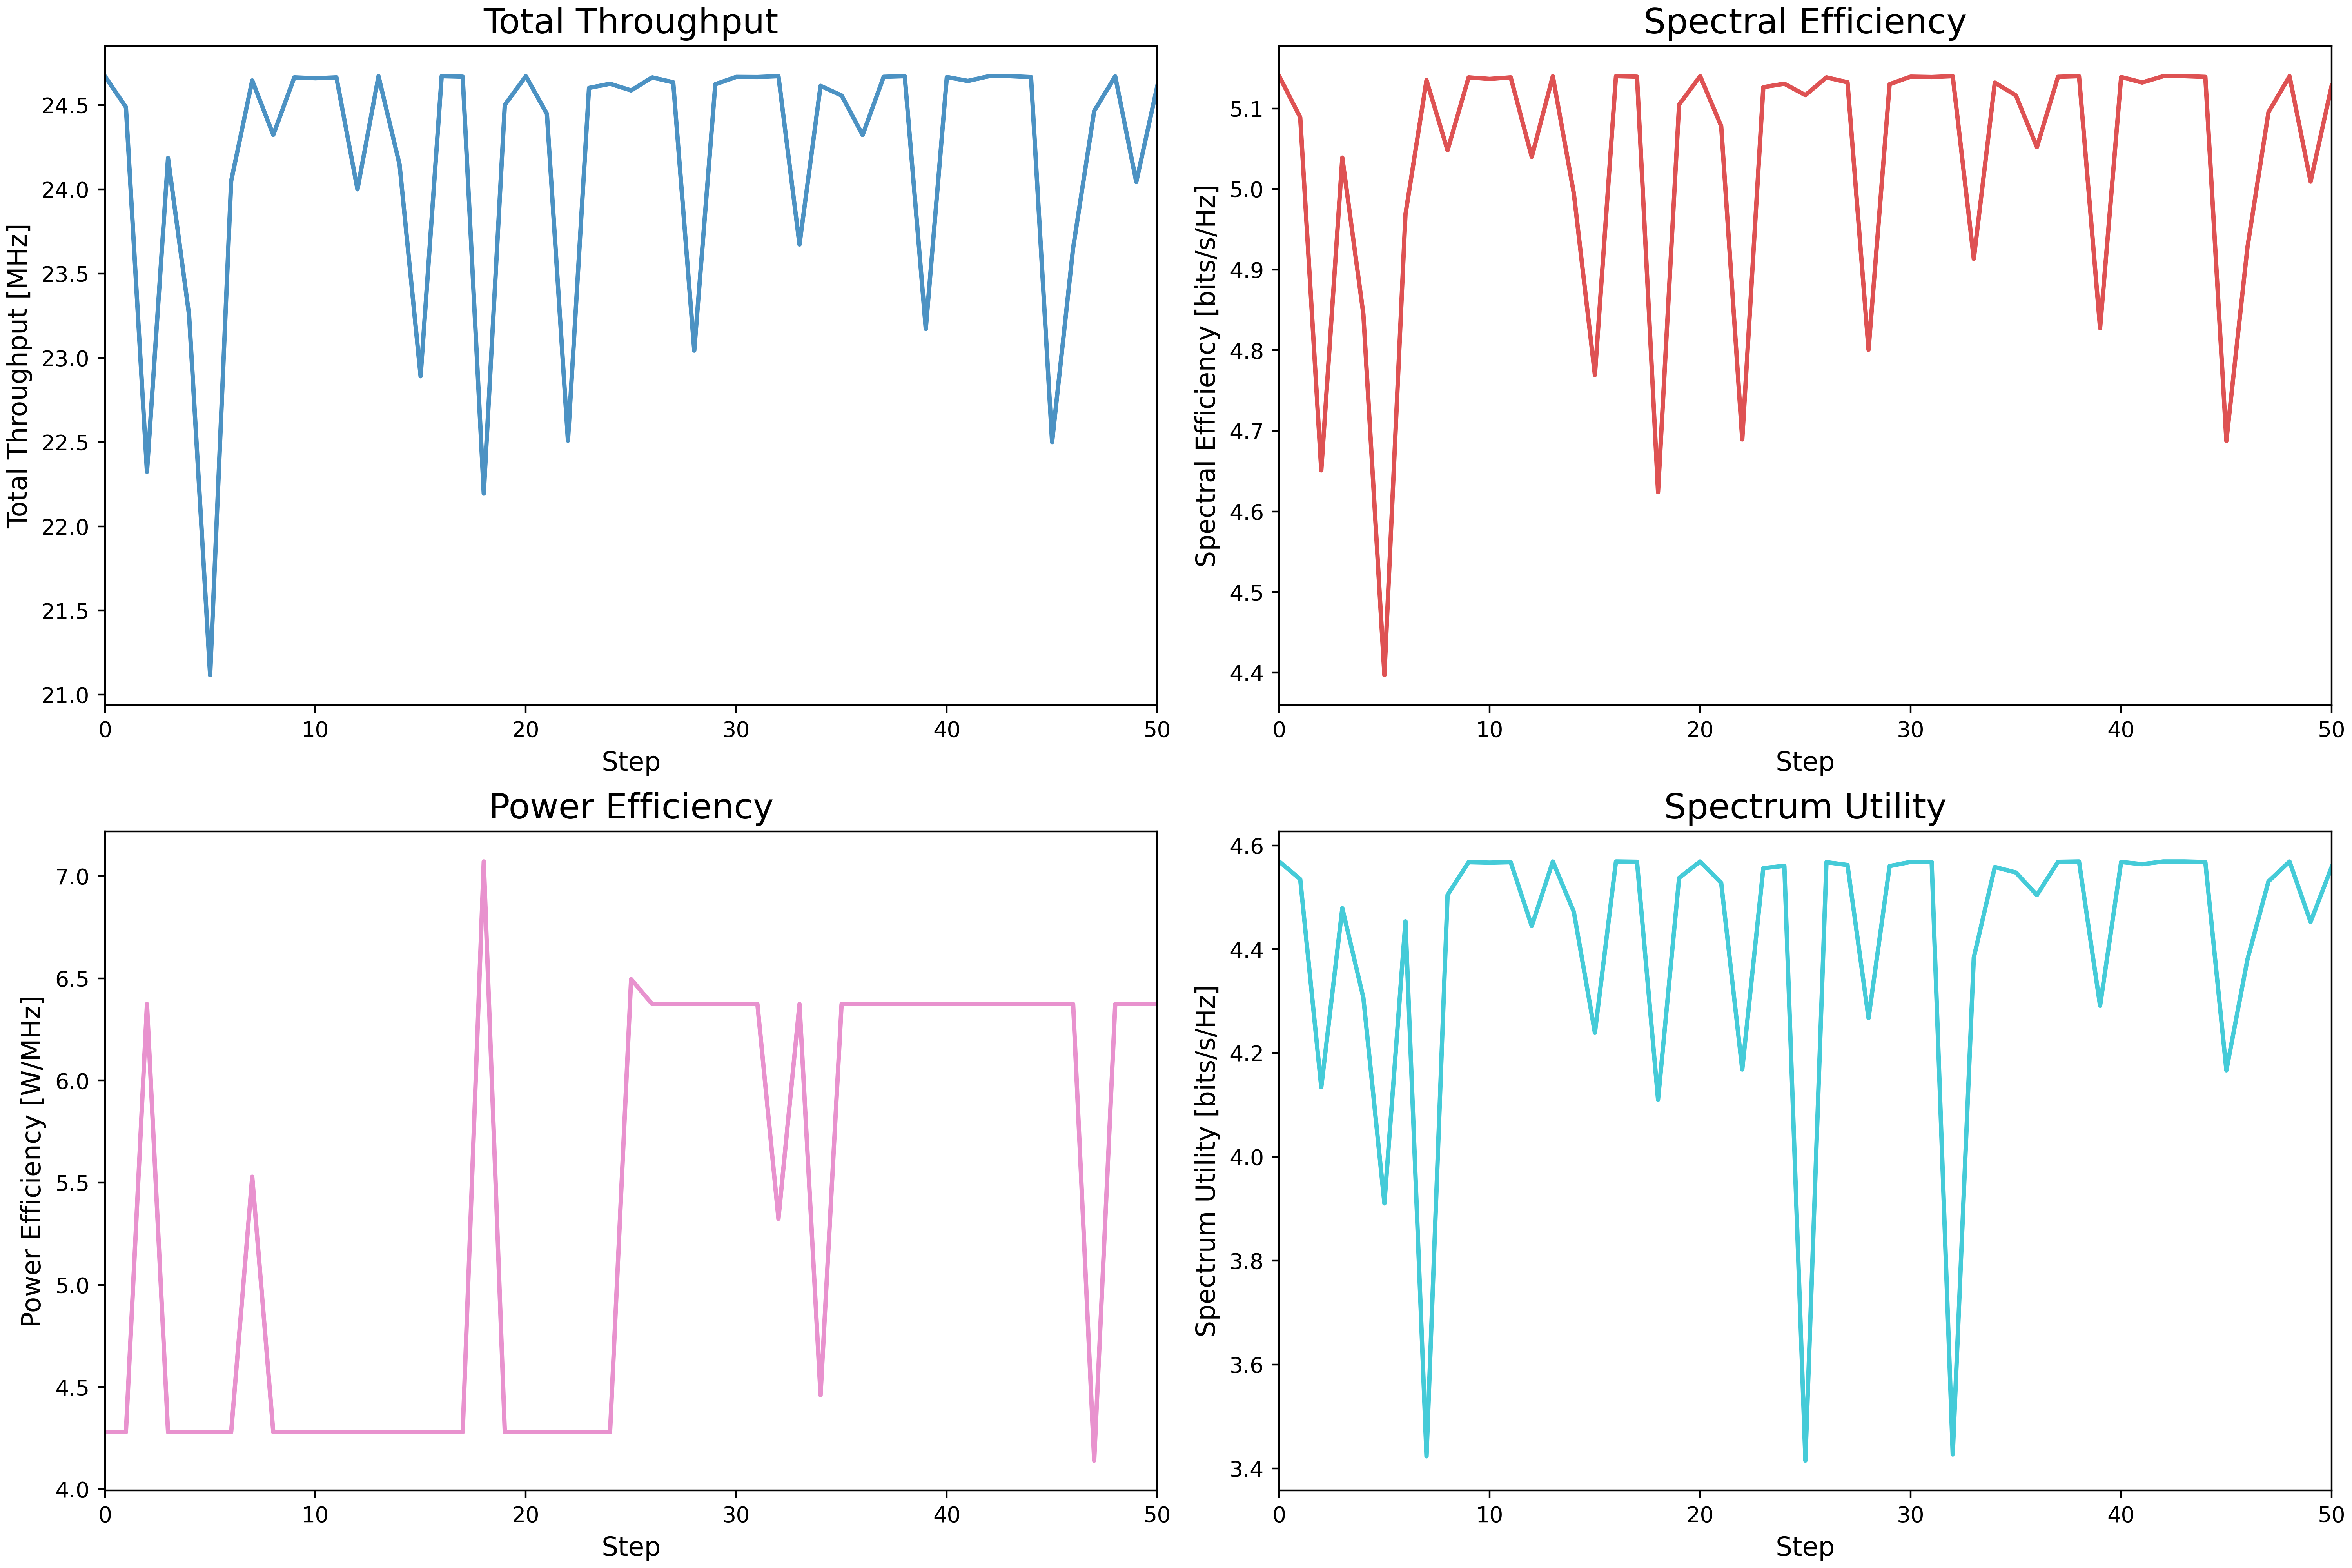 Total Throughput
Total Throughput [MHz]
24.5
24.0
23.5
23.0
22.5
22.0
21.5
21.0
0 10 20 30 40 50
Step
Spectral Efficiency
Spectral Efficiency [bits/s/Hz]
5.1
5.0
4.9
4.8
4.7
4.6
4.5
4.4
0 10 20 30 40 50
Step
Power Efficiency
Power Efficiency [W/MHz]
7.0
6.5
6.0
5.5
5.0
4.5
4.0
0 10 20 30 40 50
Step
Spectrum Utility
Spectrum Utility [bits/s/Hz]
4.6
4.4
4.2
4.0
3.8
3.6
3.4
0 10 20 30 40 50
Step